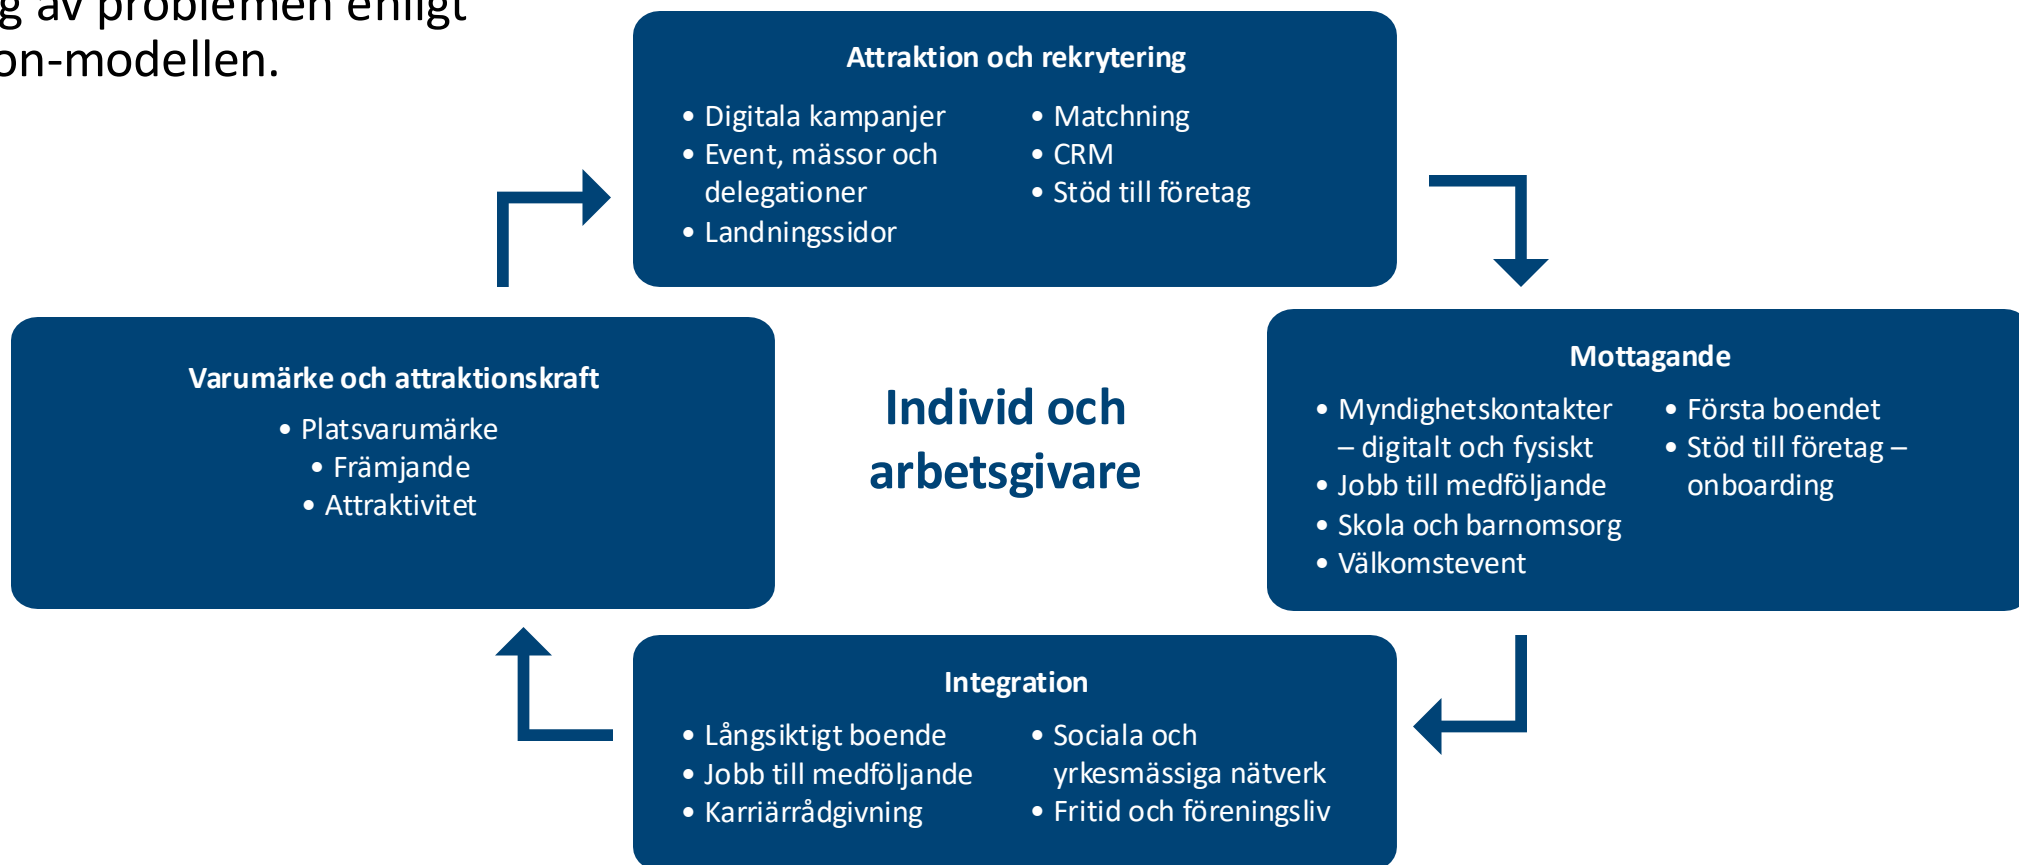 av problemen enligt
-modellen.
Attraktion och rekrytering
• Digitala kampanjer
• Event, mässor och
delegationer
• Landningssidor
• Matchning
• CRM
• Stöd till företag
Varumärke och attraktionskraft
• Platsvarumärke
• Främjande
• Attraktivitet
Individ och
arbetsgivare
Mottagande
• Myndighetskontakter
– digitalt och fysiskt
• Jobb till medföljande
• Skola och barnomsorg
• Välkomstevent
• Första boendet
• Stöd till företag –
onboarding
Integration
• Långsiktigt boende
• Jobb till medföljande
• Karriärrådgivning
• Sociala och
yrkesmässiga nätverk
• Fritid och föreningsliv